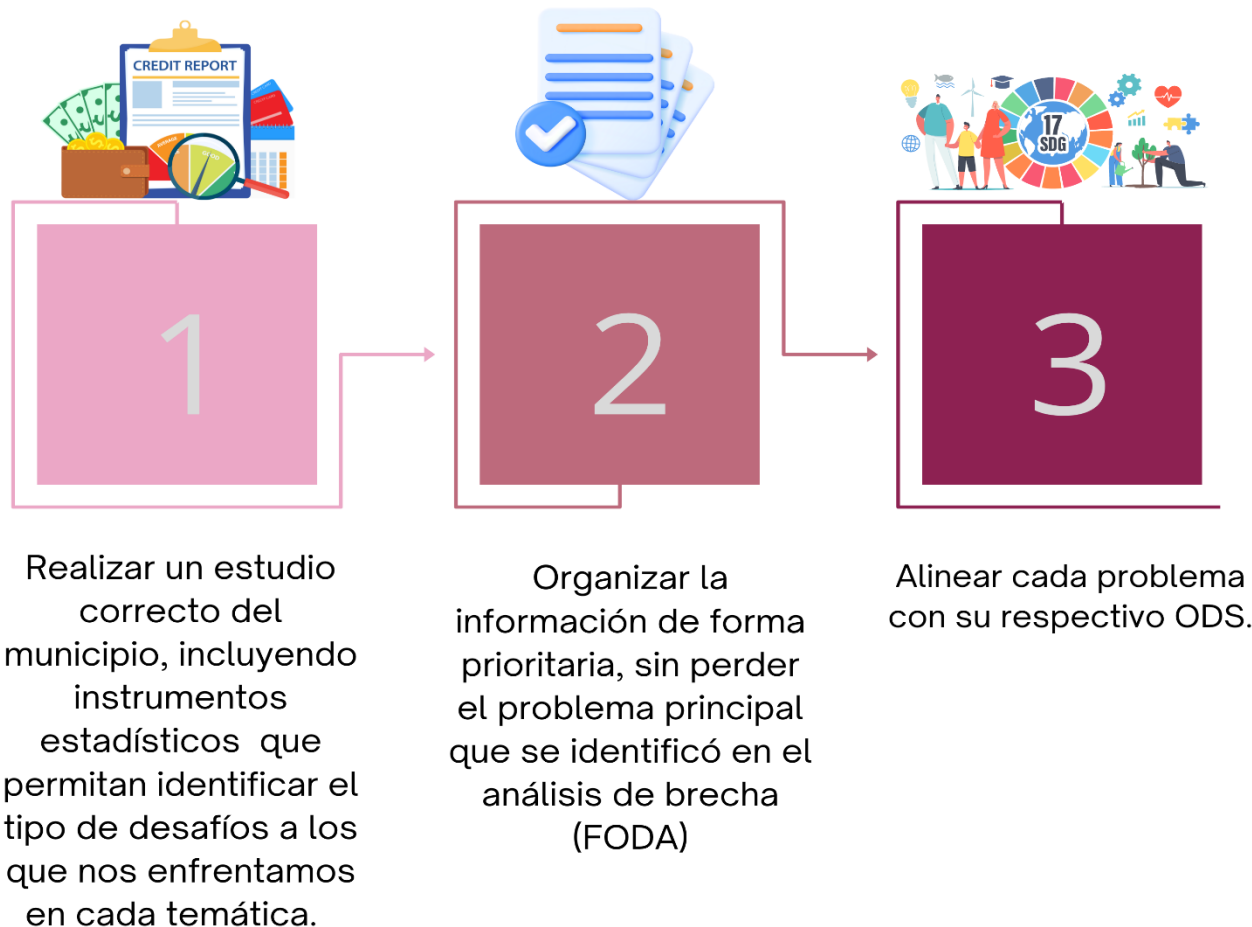 CREDIT REPORT
AVERAGE
GOOD
17
SDG
1
2
3
Realizar un estudio
correcto del
municipio, incluyendo
instrumentos
estadísticos que
permitan identificar el
tipo de desafíos a los
que nos enfrentamos
en cada temática.
Organizar la
información de forma
prioritaria, sin perder
el problema principal
que se identificó en el
análisis de brecha
(FODA)
Alinear cada problema
con su respectivo ODS.